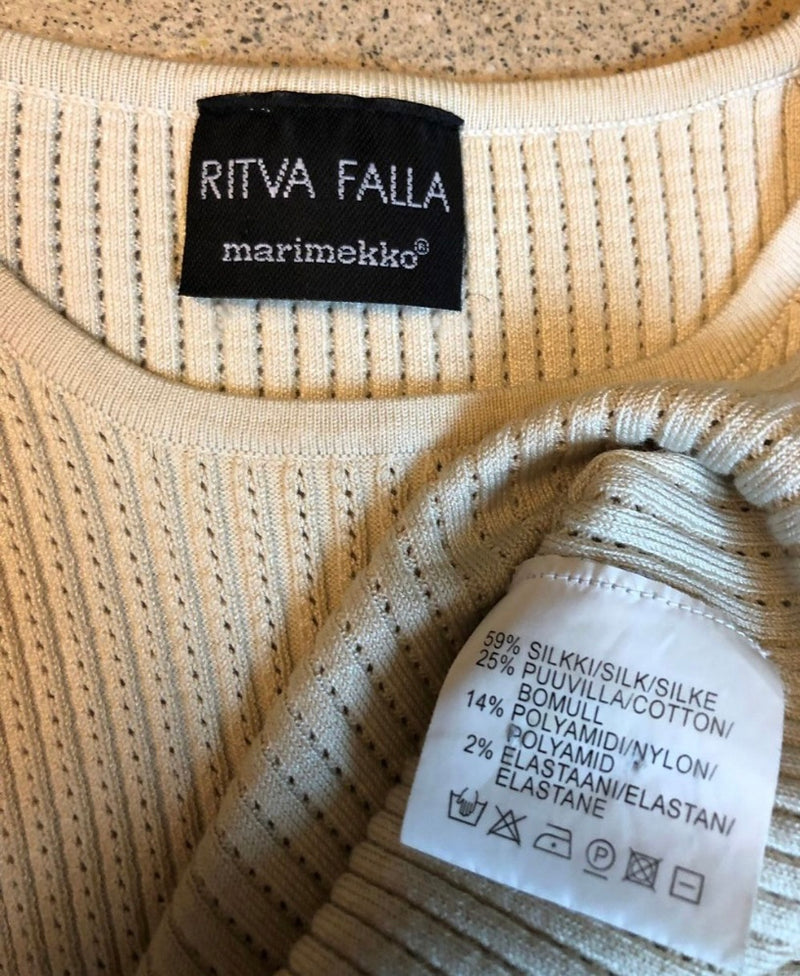 RITVA FALLA
marimekko®
59% SILKKI/SILK/SILKE
25% PUUVILLA/COTTON/
BOMULL
14% POLYAMIDI/NYLON/
POLYAMID
2% ELASTAANI/ELASTAN/
ELASTANE
P